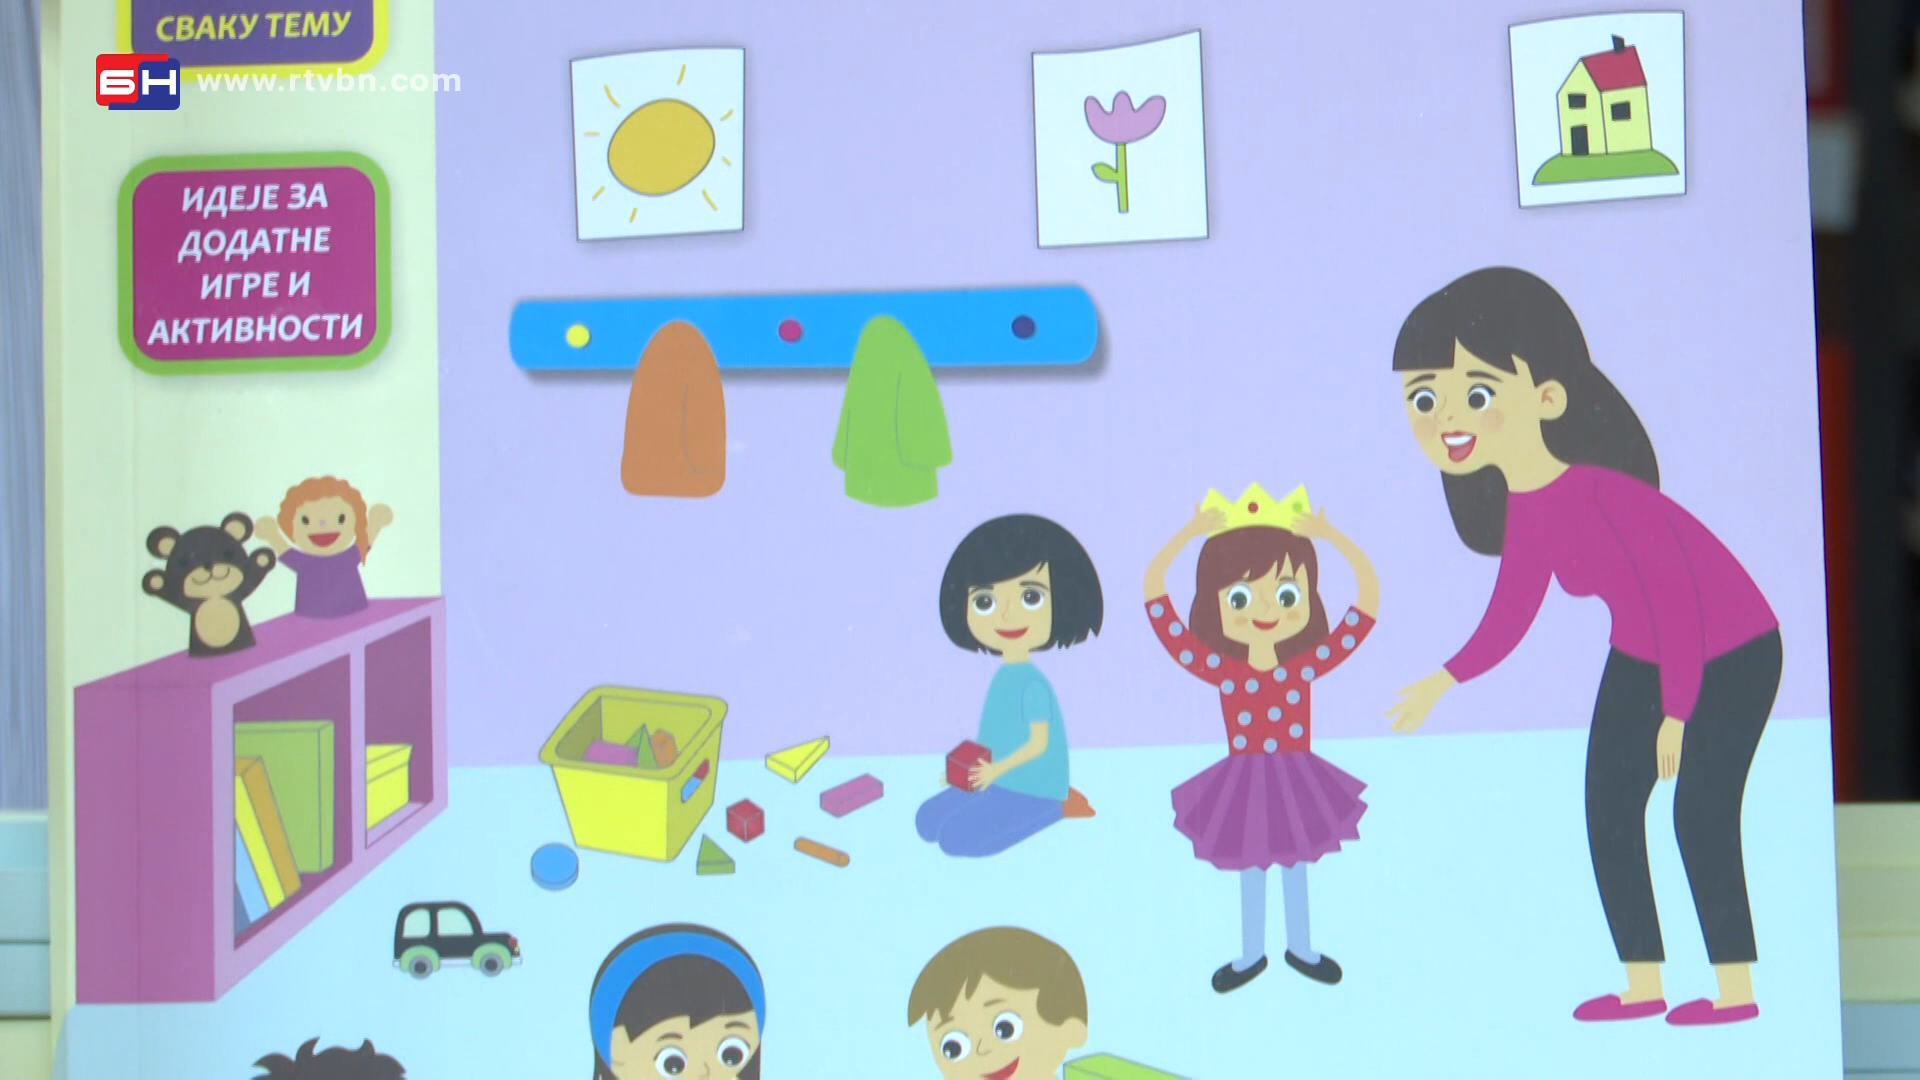 СВАКУ ТЕМУ
БН www.rtvbn.com
ИДЕЈЕ ЗА
ДОДАТНЕ
ИГРЕ И
АКТИВНОСТИ